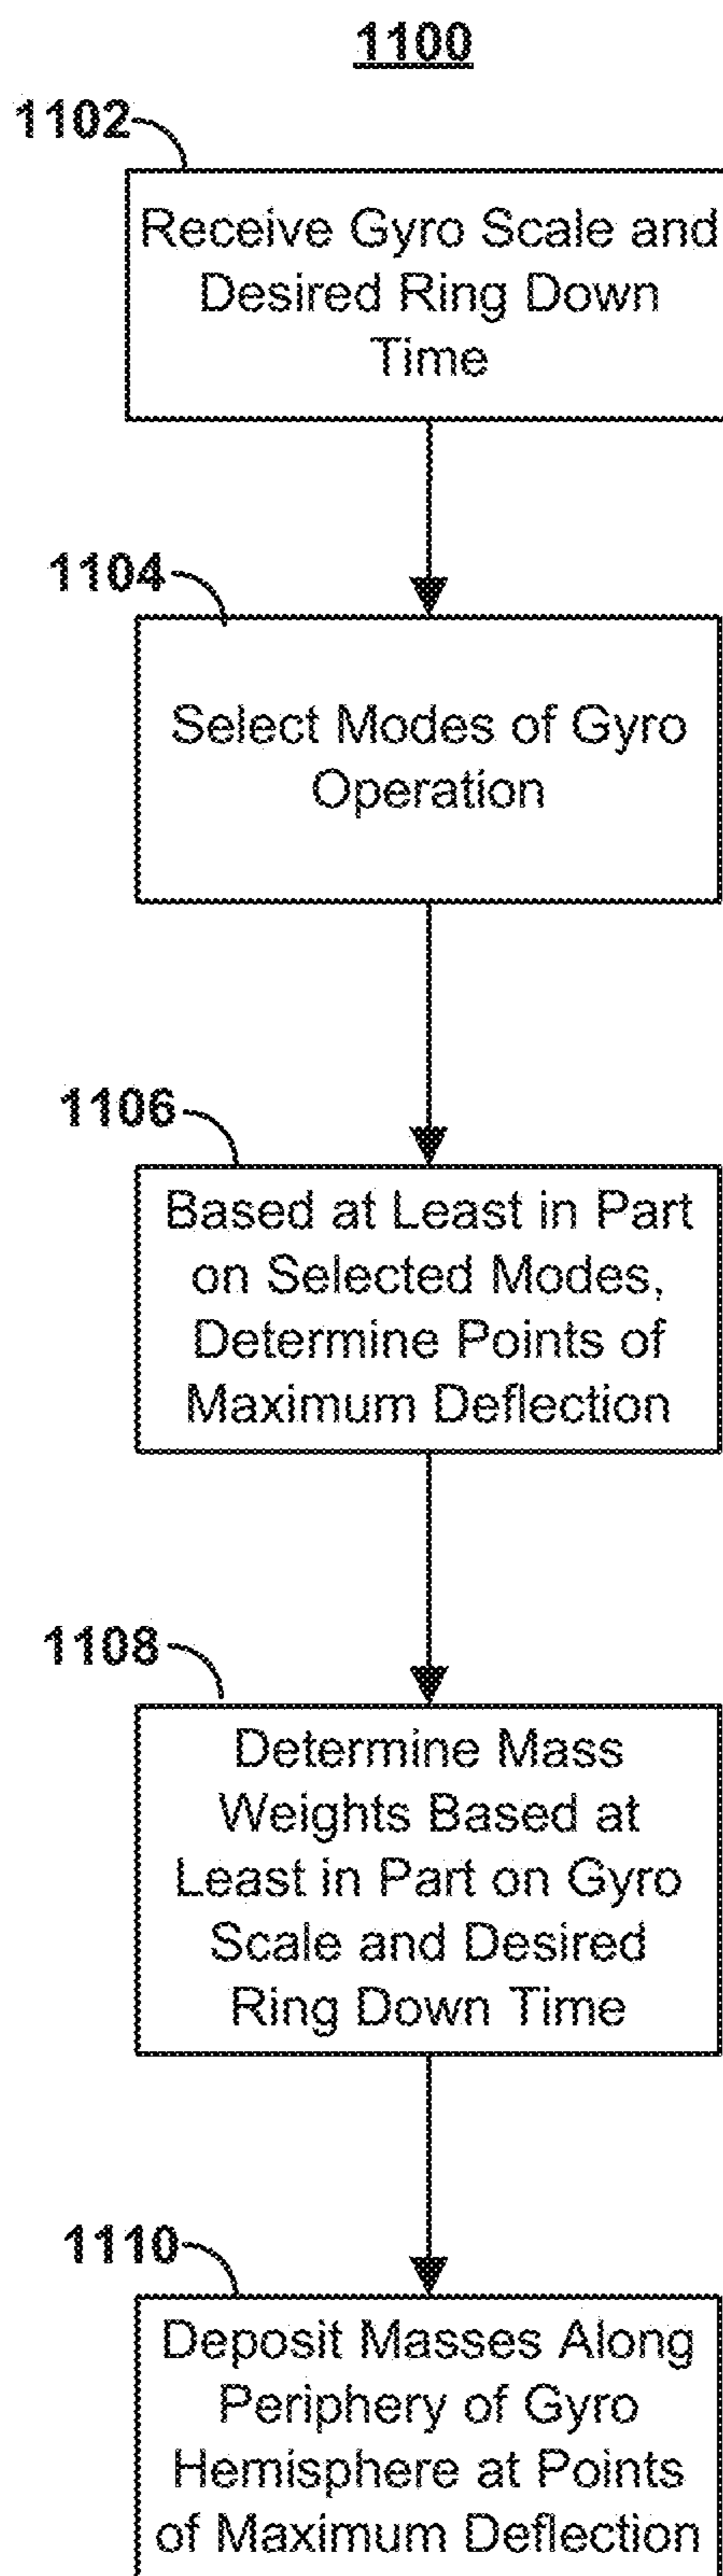 1100
1102
Receive Gyro Scale and
Desired Ring Down
Time
1104
Select Modes of Gyro
Operation
1106
Based at Least in Part
on Selected Modes,
Determine Points of
Maximum Deflection
1108
Determine Mass
Weights Based at
Least in Part on Gyro
Scale and Desired
Ring Down Time
1110
Deposit Masses Along
Periphery of Gyro
Hemisphere at Points
of Maximum Deflection